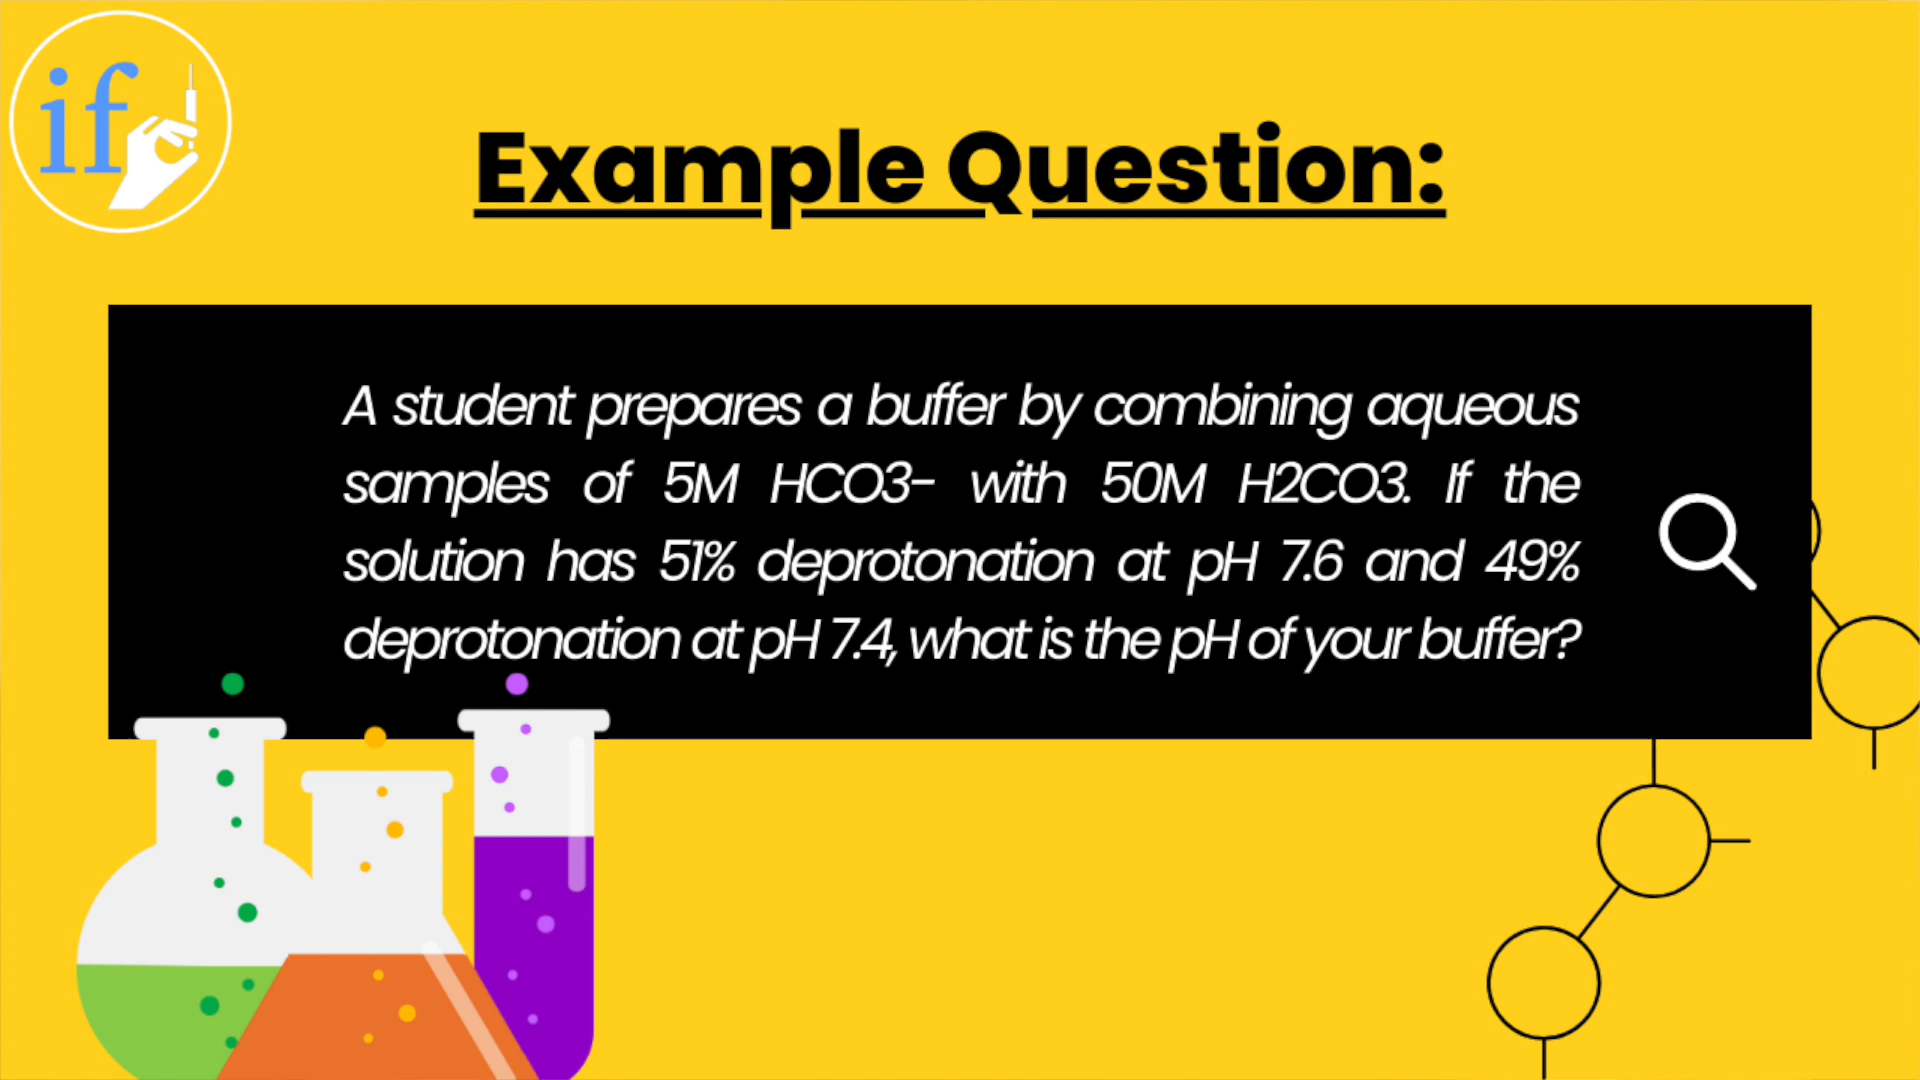 if
Example Question:
A student prepares a buffer by combining aqueous
samples of 5M HCO3- with 50M H2CO3. If the
solution has 51% deprotonation at pH 7.6 and 49%
deprotonation at pH 7.4, what is the pH of your buffer?